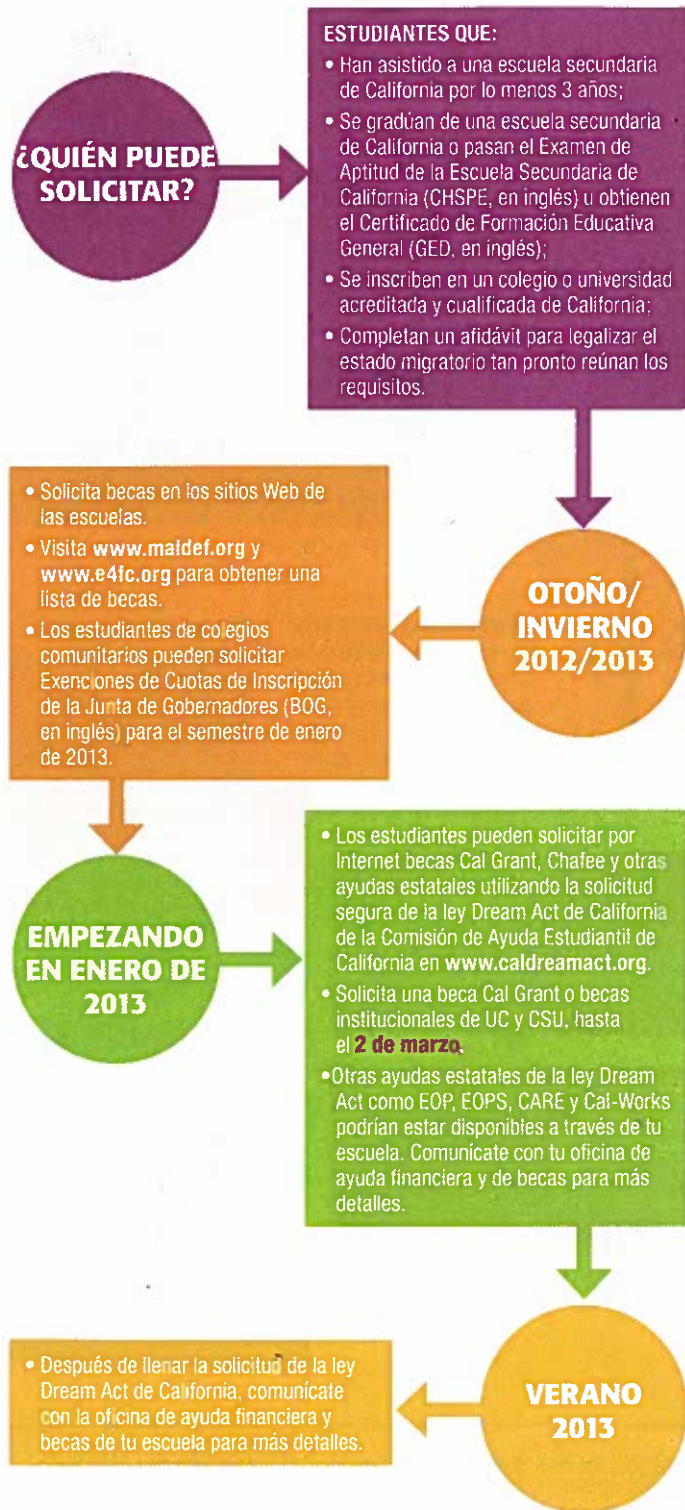 ¿QUIÉN PUEDE
SOLICITAR?
ESTUDIANTES QUE:
• Han asistido a una escuela secundaria
de California por lo menos 3 años;
• Se gradúan de una escuela secundaria
de California o pasan el Examen de
Aptitud de la Escuela Secundaria de
California (CHSPE, en inglés) u obtienen
el Certificado de Formación Educativa
General (GED, en inglés);
• Se inscriben en un colegio o universidad
acreditada y cualificada de California;
• Completan un afidávit para legalizar el
estado migratorio tan pronto reúnan los
requisitos.
OTOÑO/
INVIERNO
2012/2013
• Solicita becas en los sitios Web de
las escuelas.
• Visita www.maldef.org y
www.e4fc.org para obtener una
lista de becas.
• Los estudiantes de colegios
comunitarios pueden solicitar
Exenciones de Cuotas de Inscripción
de la Junta de Gobernadores (BOG,
en inglés) para el semestre de enero
de 2013.
EMPEZANDO
EN ENERO DE
2013
• Los estudiantes pueden solicitar por
Internet becas Cal Grant, Chafee y otras
ayudas estatales utilizando la solicitud
segura de la ley Dream Act de California
de la Comisión de Ayuda Estudiantil de
California en www.caldreamact.org.
• Solicita una beca Cal Grant o becas
institucionales de UC y CSU, hasta
el 2 de marzo.
•Otras ayudas estatales de la ley Dream
Act como EOP, EOPS, CARE y Cal-Works
podrían estar disponibles a través de tu
escuela. Comunícate con tu oficina de
ayuda financiera y de becas para más
detalles.
VERANO
2013
• Después de llenar la solicitud de la ley
Dream Act de California, comunícate
con la oficina de ayuda financiera y
becas de tu escuela para más detalles.